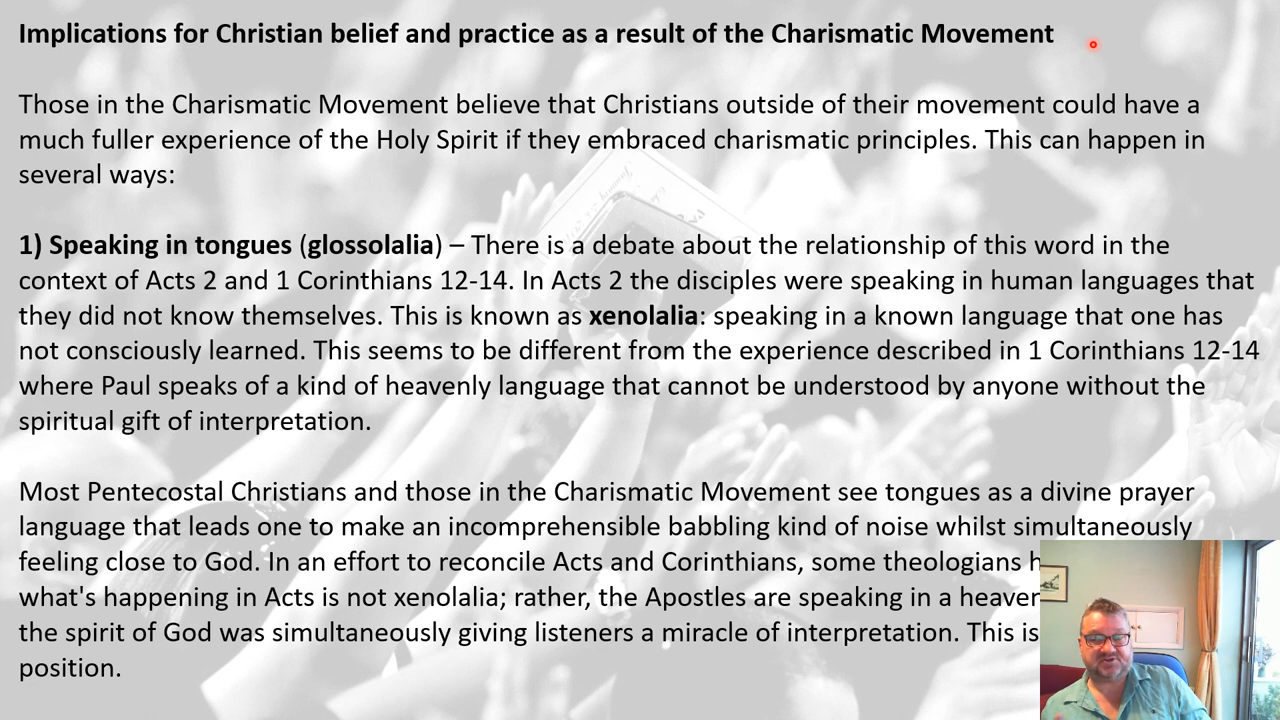 Implications for Christian belief and practice as a result of the Charismatic Movement
Those in the Charismatic Movement believe that Christians outside of their movement could have a
much fuller experience of the Holy Spirit if they embraced charismatic principles. This can happen in
several ways:
1) Speaking in tongues (glossolalia) – There is a debate about the relationship of this word in the
context of Acts 2 and 1 Corinthians 12-14. In Acts 2 the disciples were speaking in human languages that
they did not know themselves. This is known as xenolalia: speaking in a known language that one has
not consciously learned. This seems to be different from the experience described in 1 Corinthians 12-14
where Paul speaks of a kind of heavenly language that cannot be understood by anyone without the
spiritual gift of interpretation.
Most Pentecostal Christians and those in the Charismatic Movement see tongues as a divine prayer
language that leads one to make an incomprehensible babbling kind of noise whilst simultaneously
feeling close to God. In an effort to reconcile Acts and Corinthians, some theologians
what's happening in Acts is not xenolalia; rather, the Apostles are speaking in a
the spirit of God was simultaneously giving listeners a miracle of interpretation. This is
position.